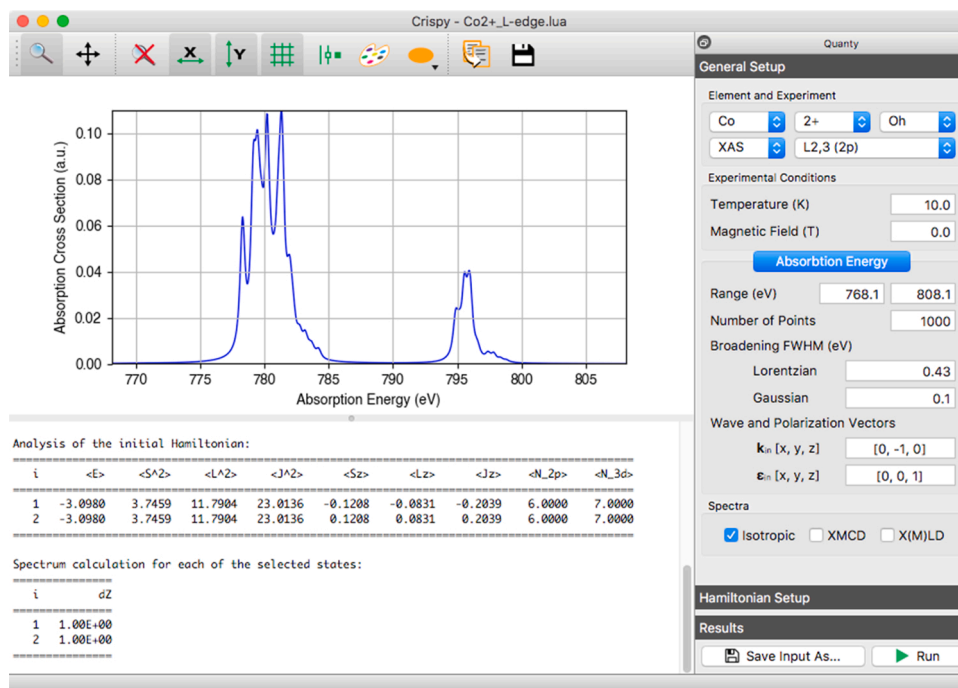 Crispy - Co2+_L-edge.lua
X
Y
Absorption Cross Section (a.u.)
0.10
0.08
0.06
0.04
0.02
0.00
770 775 780 785 790 795 800 805
Absorption Energy (eV)
Analysis of the initial Hamiltonian:
================================================================================
i <E> <S^2> <L^2> <J^2> <Sz> <Lz> <Jz> <N_2p> <N_3d>
================================================================================
1 -3.0980 3.7459 11.7904 23.0136 -0.1208 -0.0831 -0.2039 6.0000 7.0000
2 -3.0980 3.7459 11.7904 23.0136 0.1208 0.0831 0.2039 6.0000 7.0000
================================================================================
Spectrum calculation for each of the selected states:
==============
i dZ
==============
1 1.00E+00
2 1.00E+00
==============
Quanty
General Setup
Element and Experiment
Co 2+ Oh
XAS L2,3 (2p)
Experimental Conditions
Temperature (K) 10.0
Magnetic Field (T) 0.0
Absorbtion Energy
Range (eV) 768.1 808.1
Number of Points 1000
Broadening FWHM (eV)
Lorentzian 0.43
Gaussian 0.1
Wave and Polarization Vectors
kin [x, y, z] [0, -1, 0]
εin [x, y, z] [0, 0, 1]
Spectra
Isotropic XMCD X(M)LD
Hamiltonian Setup
Results
Save Input As... Run